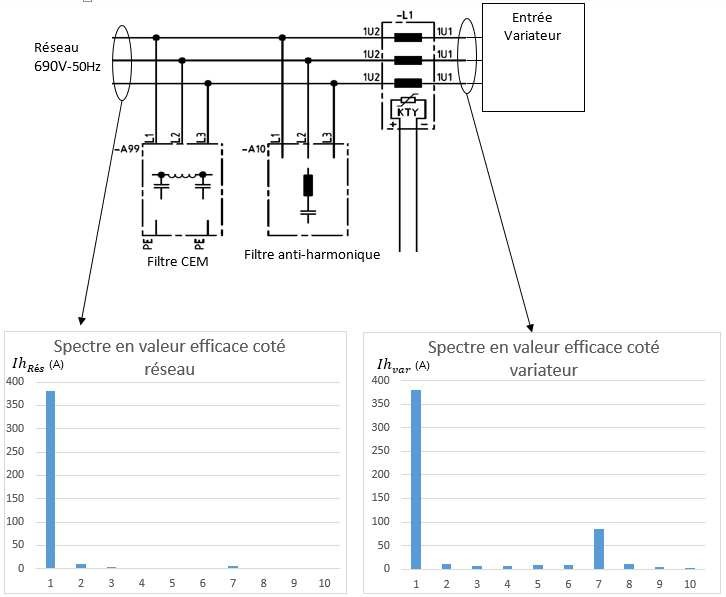 Réseau
690V-50Hz
-L1
Entrée
Variateur
1U2 1U1
1U2 1U1
1U2 1U1
KTY
+ -
-A99 L1 L2 L3
-A10 L1 L2 L3
PE PE
Filtre CEM
Filtre anti-harmonique
Spectre en valeur efficace coté
réseau
IhRés (A)
400
350
300
250
200
150
100
50
0
1 2 3 4 5 6 7 8 9 10
Spectre en valeur efficace coté
variateur
Ihvar (A)
400
350
300
250
200
150
100
50
0
1 2 3 4 5 6 7 8 9 10